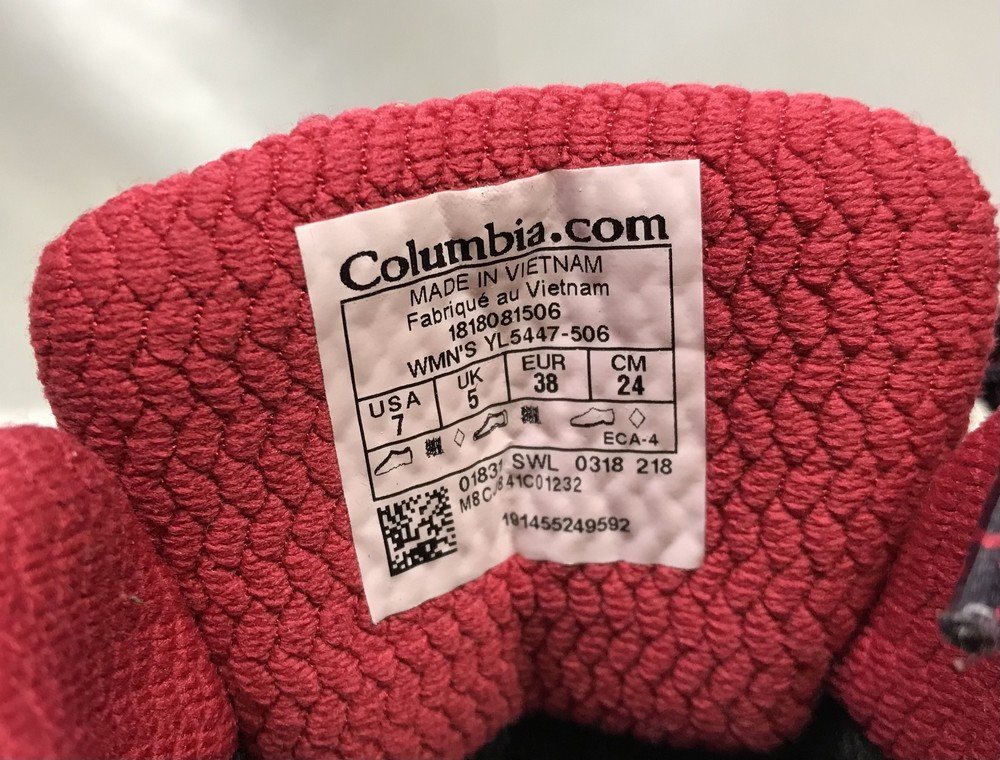 Columbia.com
MADE IN VIETNAM
Fabriqué au Vietnam
1818081506
WMN'S YL5447-506
USA UK EUR CM
7 5 38 24
ECA-4
SWL 0318 218
191455249592